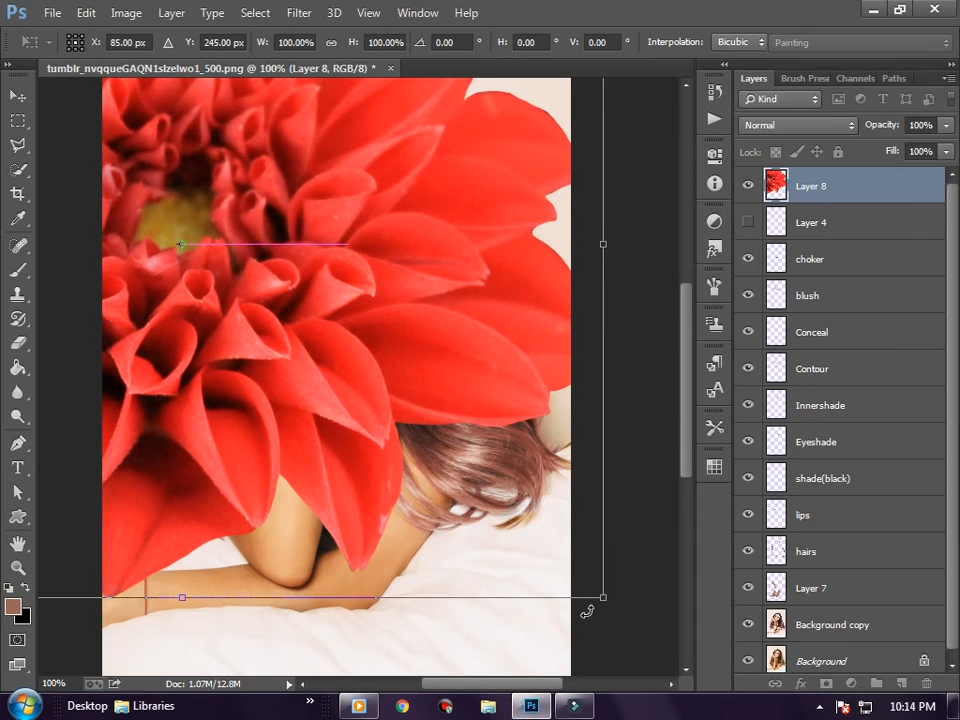 Ps File Edit Image Layer Type Select Filter 3D View Window Help
X: 85.00 px Y: 245.00 px W: 100.00% H: 100.00% 0.00 ° H: 0.00 ° V: 0.00 ° Interpolation: Bicubic Painting
tumblr_nvqqueGAQN1slzelwo1_500.png @ 100% (Layer 8, RGB/8) * ×
Layers Brush Prese Channels Paths
Kind
Normal Opacity: 100%
Lock: Fill: 100%
Layer 8
Layer 4
choker
blush
Conceal
Contour
Innershade
Eyeshade
shade(black)
lips
hairs
Layer 7
Background copy
Background
100% Doc: 1.07M/12.8M
Desktop Libraries » Ps 10:14 PM